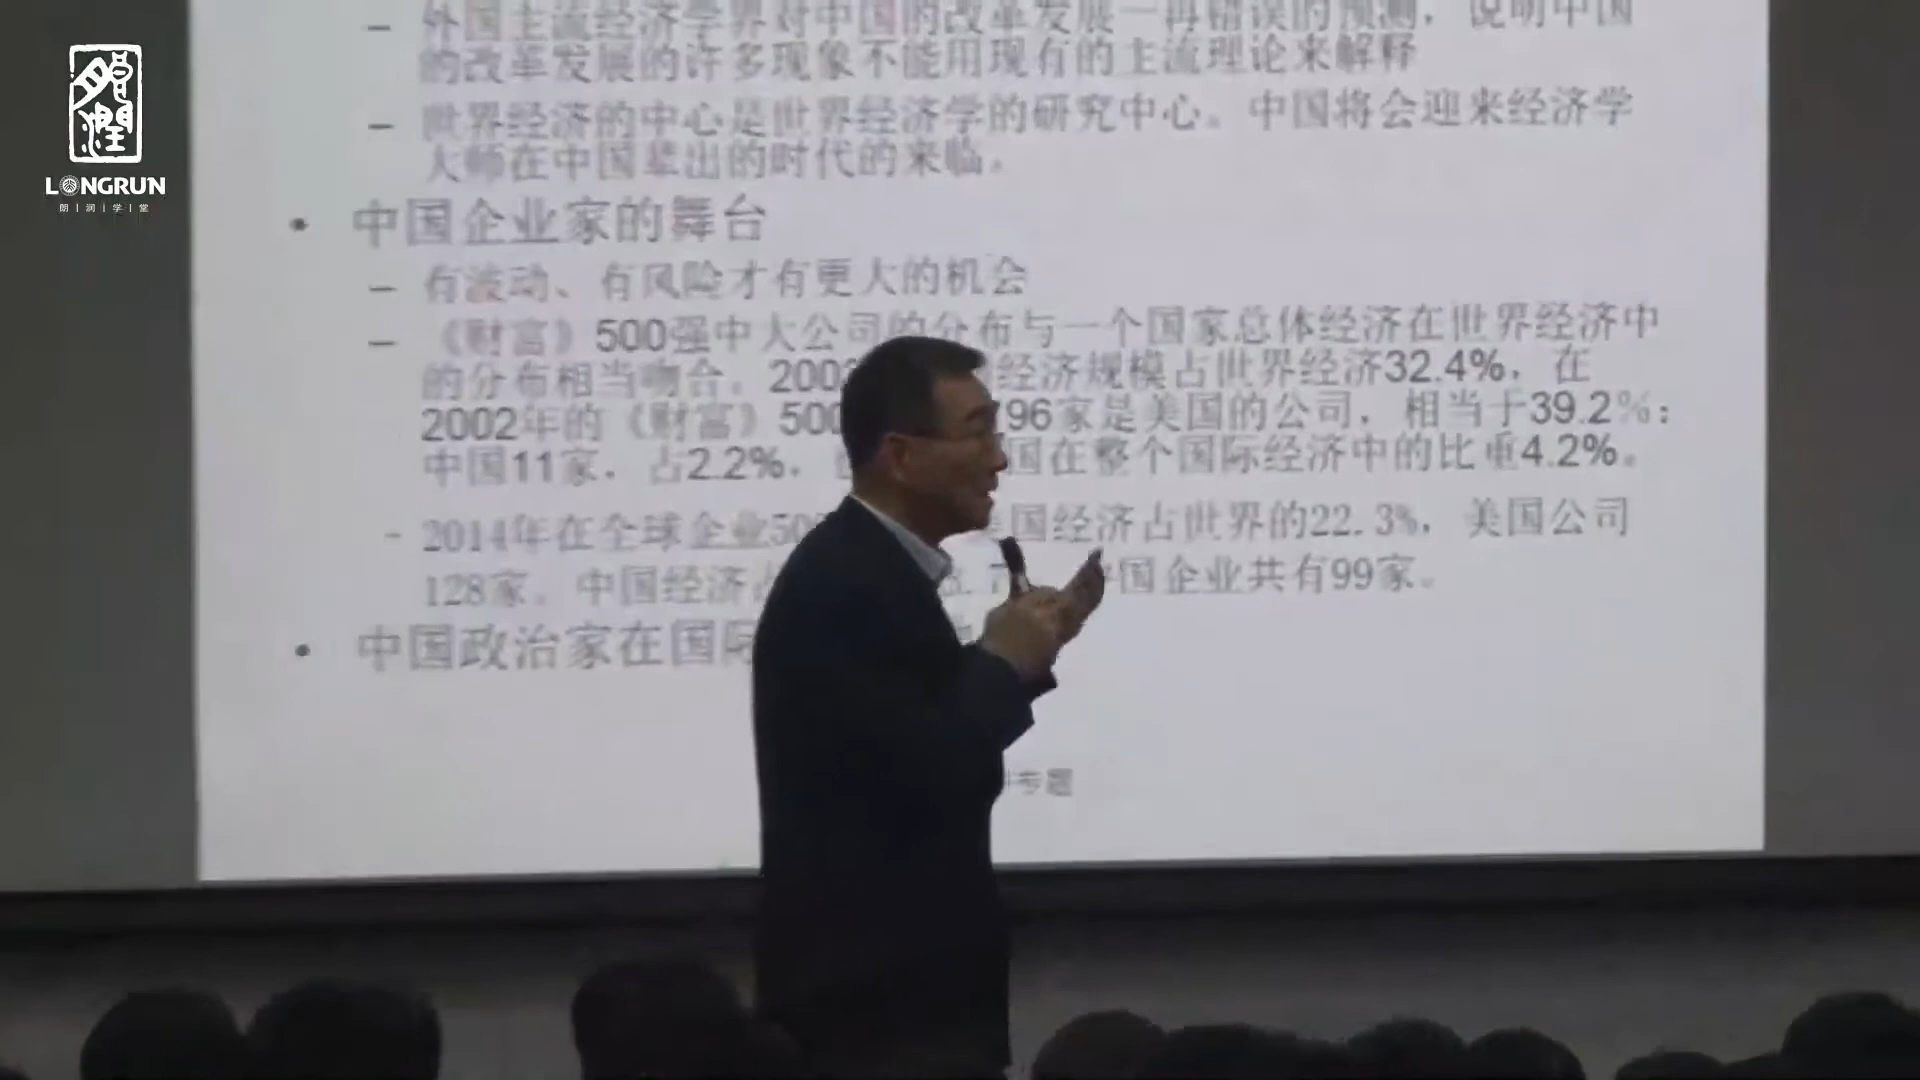 朗润
LONGRUN
朗|润|学|堂
– 外国主流经济学界对中国的改革发展一再错误的预测，说明中国
的改革发展的许多现象不能用现有的主流理论来解释
– 世界经济的中心是世界经济学的研究中心。中国将会迎来经济学
大师在中国辈出的时代的来临。
• 中国企业家的舞台
– 有波动、有风险才有更大的机会
– 《财富》500强中大公司的分布与一个国家总体经济在世界经济中
的分布相当吻合。200 经济规模占世界经济32.4%，在
2002年的《财富》500 96家是美国的公司，相当于39.2%；
中国11家，占2.2%， 国在整个国际经济中的比重4.2%。
- 2014年在全球企业50 国经济占世界的22.3%，美国公司
128家。中国经济 国企业共有99家。
• 中国政治家在国际
专题